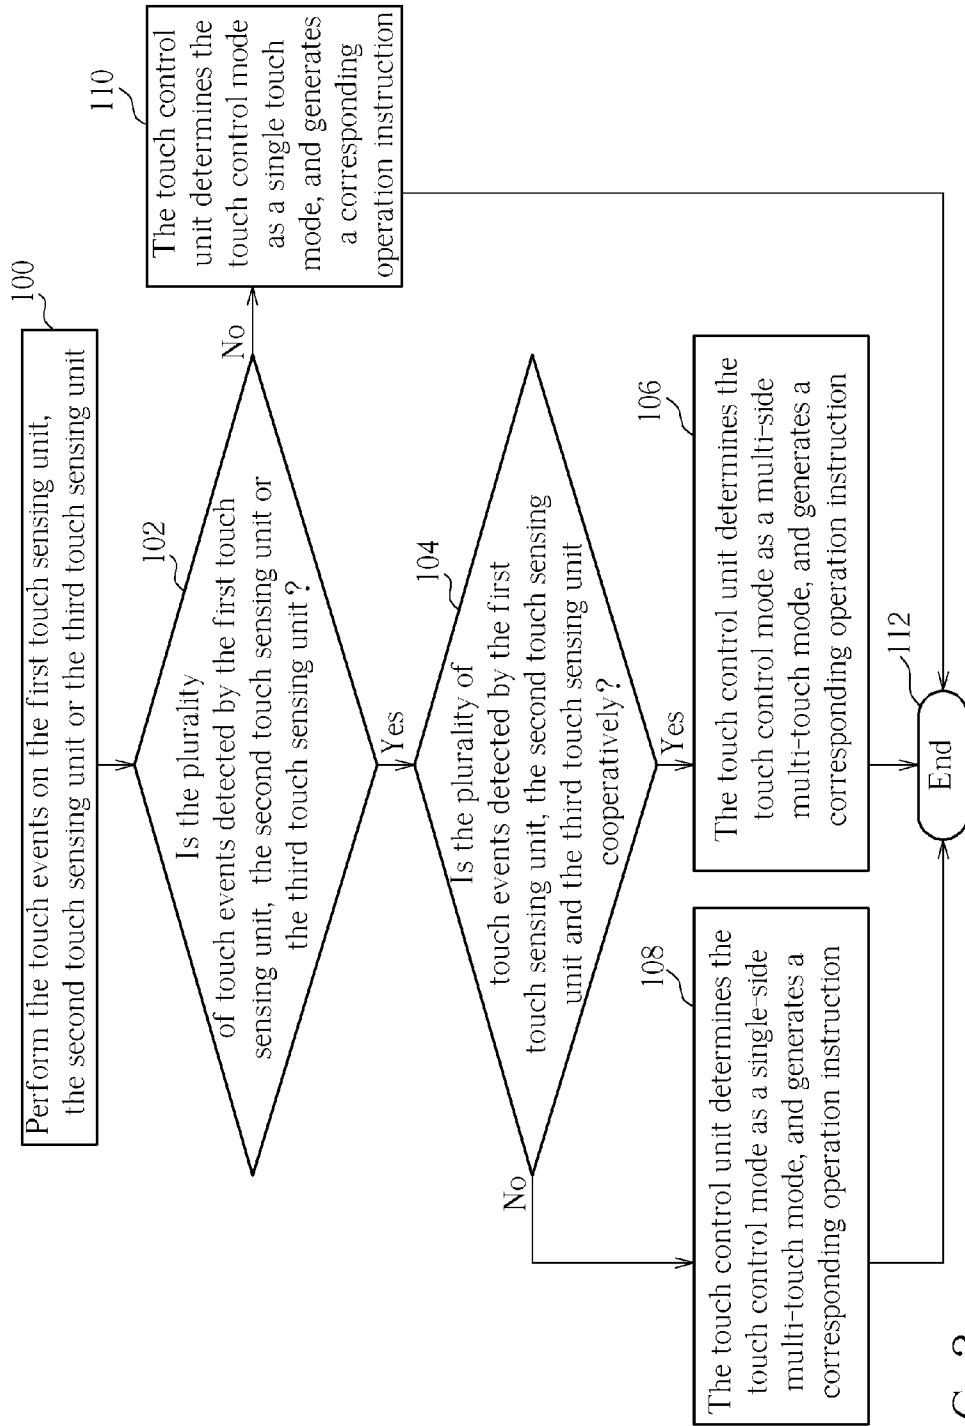 100
Perform the touch events on the first touch sensing unit,
the second touch sensing unit or the third touch sensing unit
102
Is the plurality
of touch events detected by the first touch
sensing unit, the second touch sensing unit or
the third touch sensing unit?
No
Yes
110
The touch control
unit determines the
touch control mode
as a single touch
mode, and generates
a corresponding
operation instruction
104
Is the plurality of
touch events detected by the first
touch sensing unit, the second touch sensing
unit and the third touch sensing unit
cooperatively?
No
Yes
108
The touch control unit determines the
touch control mode as a single-side
multi-touch mode, and generates a
corresponding operation instruction
106
The touch control unit determines the
touch control mode as a multi-side
multi-touch mode, and generates a
corresponding operation instruction
112
End